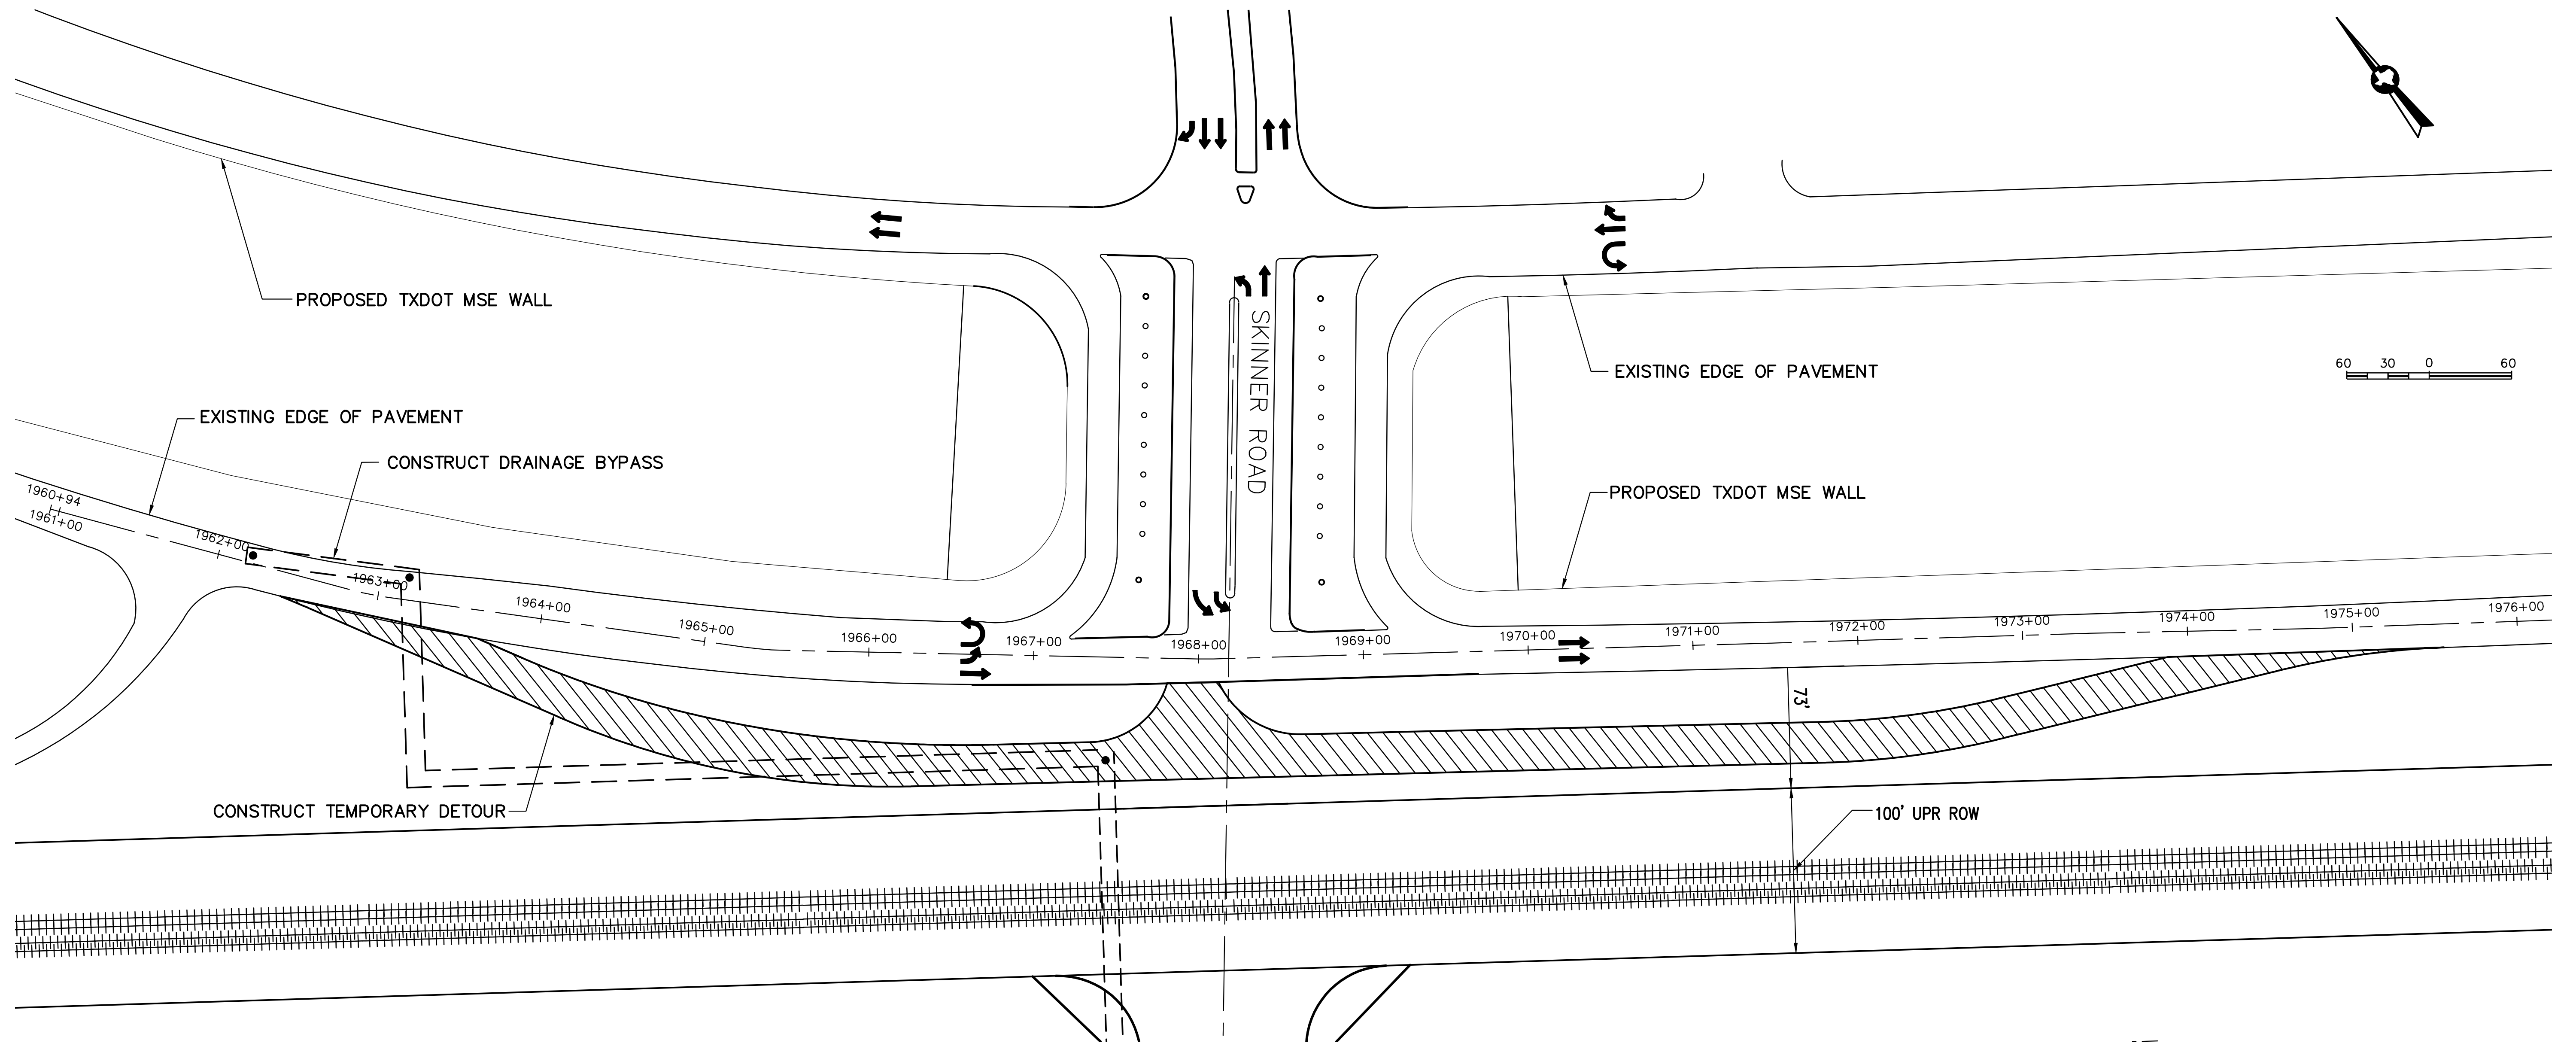 PROPOSED TXDOT MSE WALL
SKINNER ROAD
EXISTING EDGE OF PAVEMENT
60 30 0 60
EXISTING EDGE OF PAVEMENT
CONSTRUCT DRAINAGE BYPASS
PROPOSED TXDOT MSE WALL
1960+94
1961+00
1962+00
1963+00
1964+00
1965+00
1966+00
1967+00
1968+00
1969+00
1970+00
1971+00
1972+00
1973+00
1974+00
1975+00
1976+00
73'
CONSTRUCT TEMPORARY DETOUR
100' UPR ROW